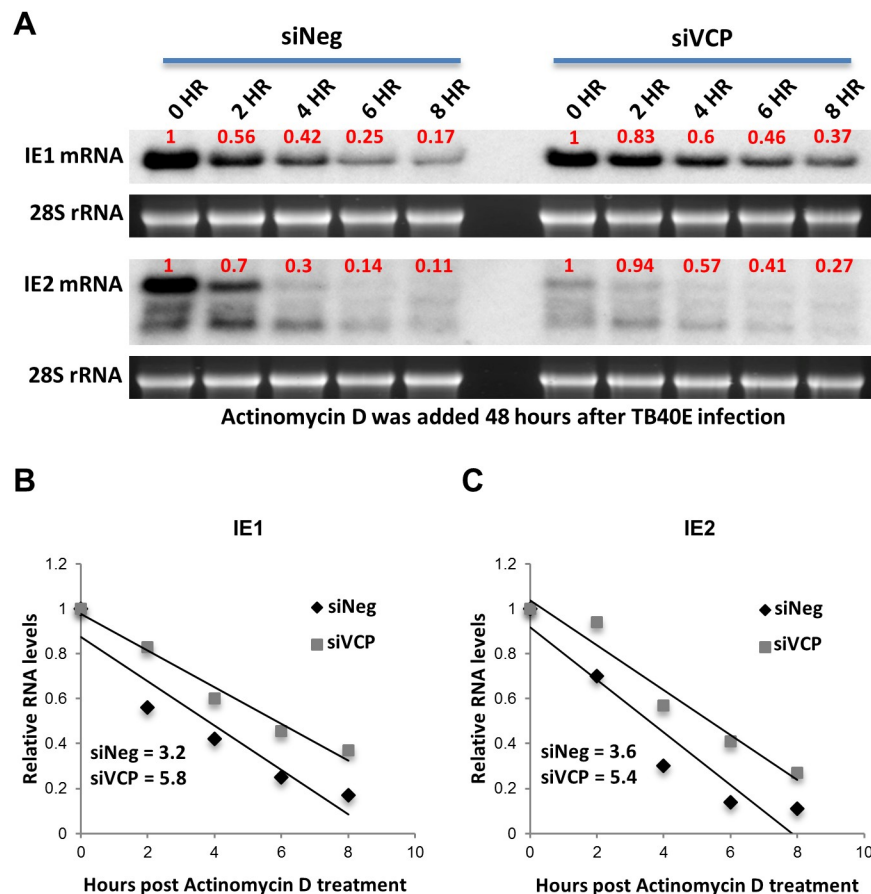 A
siNeg siVCP
0 HR 2 HR 4 HR 6 HR 8 HR 0 HR 2 HR 4 HR 6 HR 8 HR
1 0.56 0.42 0.25 0.17 1 0.83 0.6 0.46 0.37
IE1 mRNA
28S rRNA
1 0.7 0.3 0.14 0.11 1 0.94 0.57 0.41 0.27
IE2 mRNA
28S rRNA
Actinomycin D was added 48 hours after TB40E infection
B
IE1
Relative RNA levels
1.2
1
0.8
0.6
0.4
0.2
0
siNeg
siVCP
siNeg = 3.2
siVCP = 5.8
0 2 4 6 8 10
Hours post Actinomycin D treatment
C
IE2
Relative RNA levels
1.2
1
0.8
0.6
0.4
0.2
0
siNeg
siVCP
siNeg = 3.6
siVCP = 5.4
0 2 4 6 8 10
Hours post Actinomycin D treatment